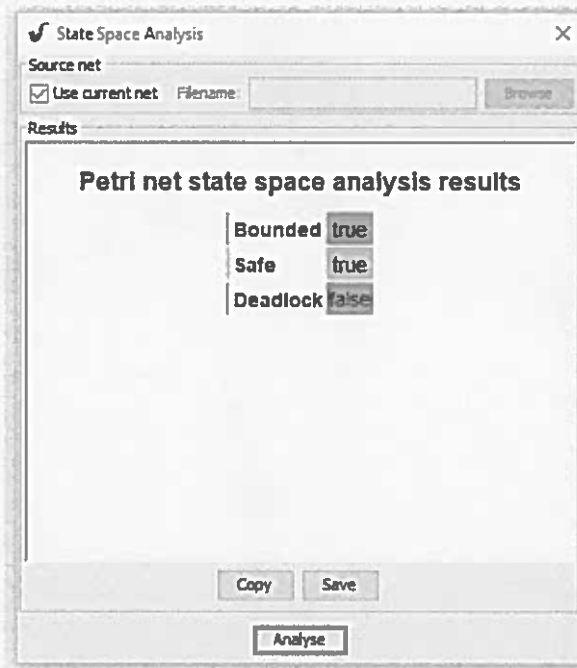 State Space Analysis
Source net
Use current net Filename: Browse
Results
Petri net state space analysis results
Bounded true
Safe true
Deadlock false
Copy Save
Analyse